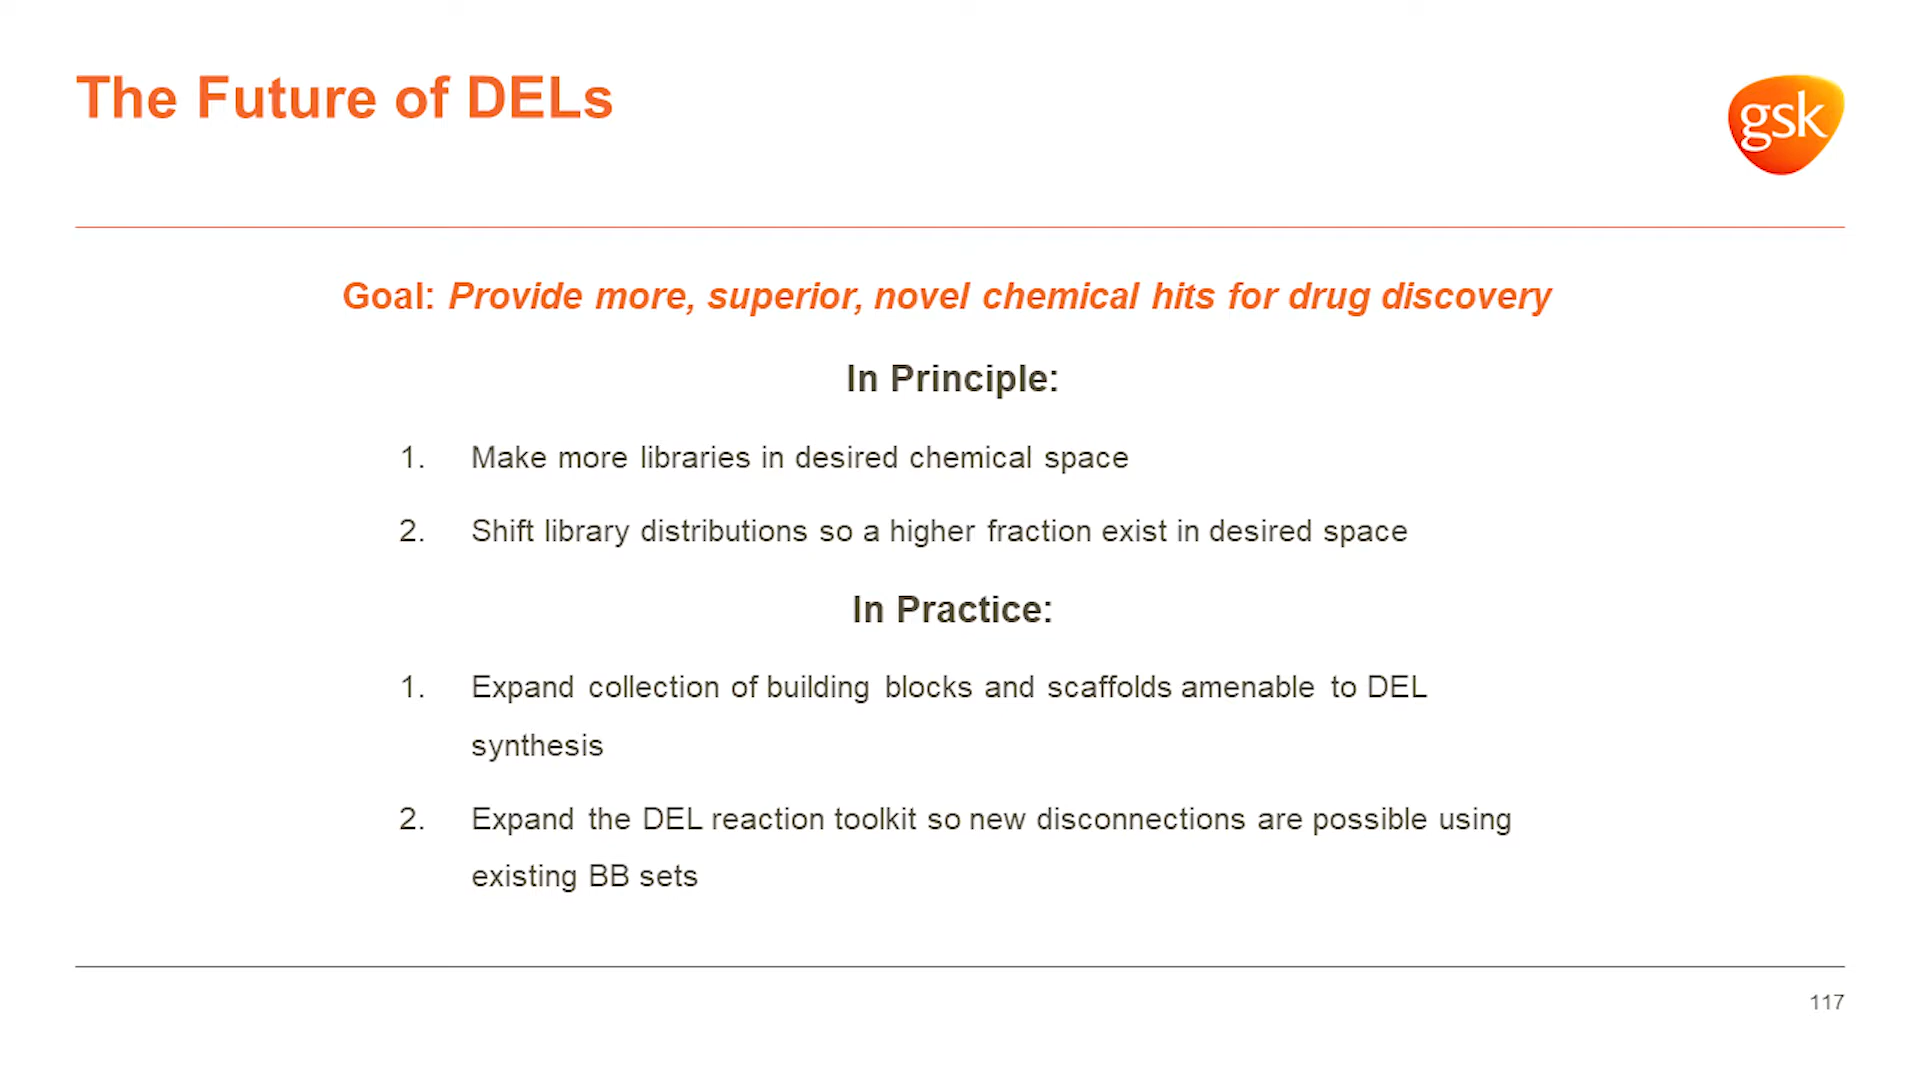 The Future of DELs
gsk
Goal: Provide more, superior, novel chemical hits for drug discovery
In Principle:
1. Make more libraries in desired chemical space
2. Shift library distributions so a higher fraction exist in desired space
In Practice:
1. Expand collection of building blocks and scaffolds amenable to DEL
synthesis
2. Expand the DEL reaction toolkit so new disconnections are possible using
existing BB sets
117